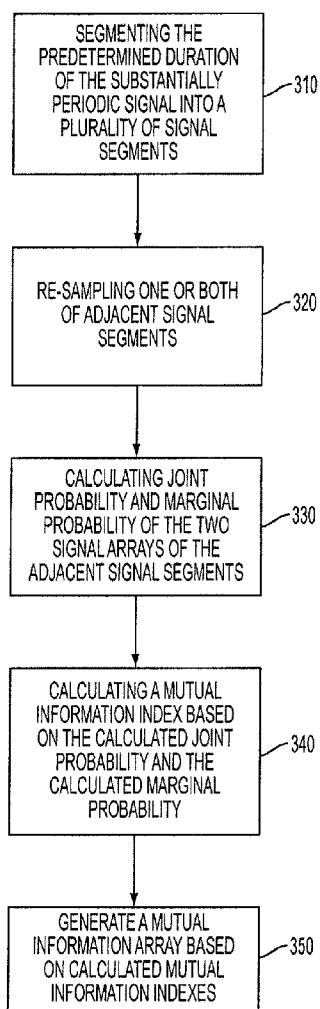 SEGMENTING THE
PREDETERMINED DURATION
OF THE SUBSTANTIALLY
PERIODIC SIGNAL INTO A
PLURALITY OF SIGNAL
SEGMENTS
310
RE-SAMPLING ONE OR BOTH
OF ADJACENT SIGNAL
SEGMENTS
320
CALCULATING JOINT
PROBABILITY AND MARGINAL
PROBABILITY OF THE TWO
SIGNAL ARRAYS OF THE
ADJACENT SIGNAL SEGMENTS
330
CALCULATING A MUTUAL
INFORMATION INDEX BASED
ON THE CALCULATED JOINT
PROBABILITY AND THE
CALCULATED MARGINAL
PROBABILITY
340
GENERATE A MUTUAL
INFORMATION ARRAY BASED
ON CALCULATED MUTUAL
INFORMATION INDEXES
350